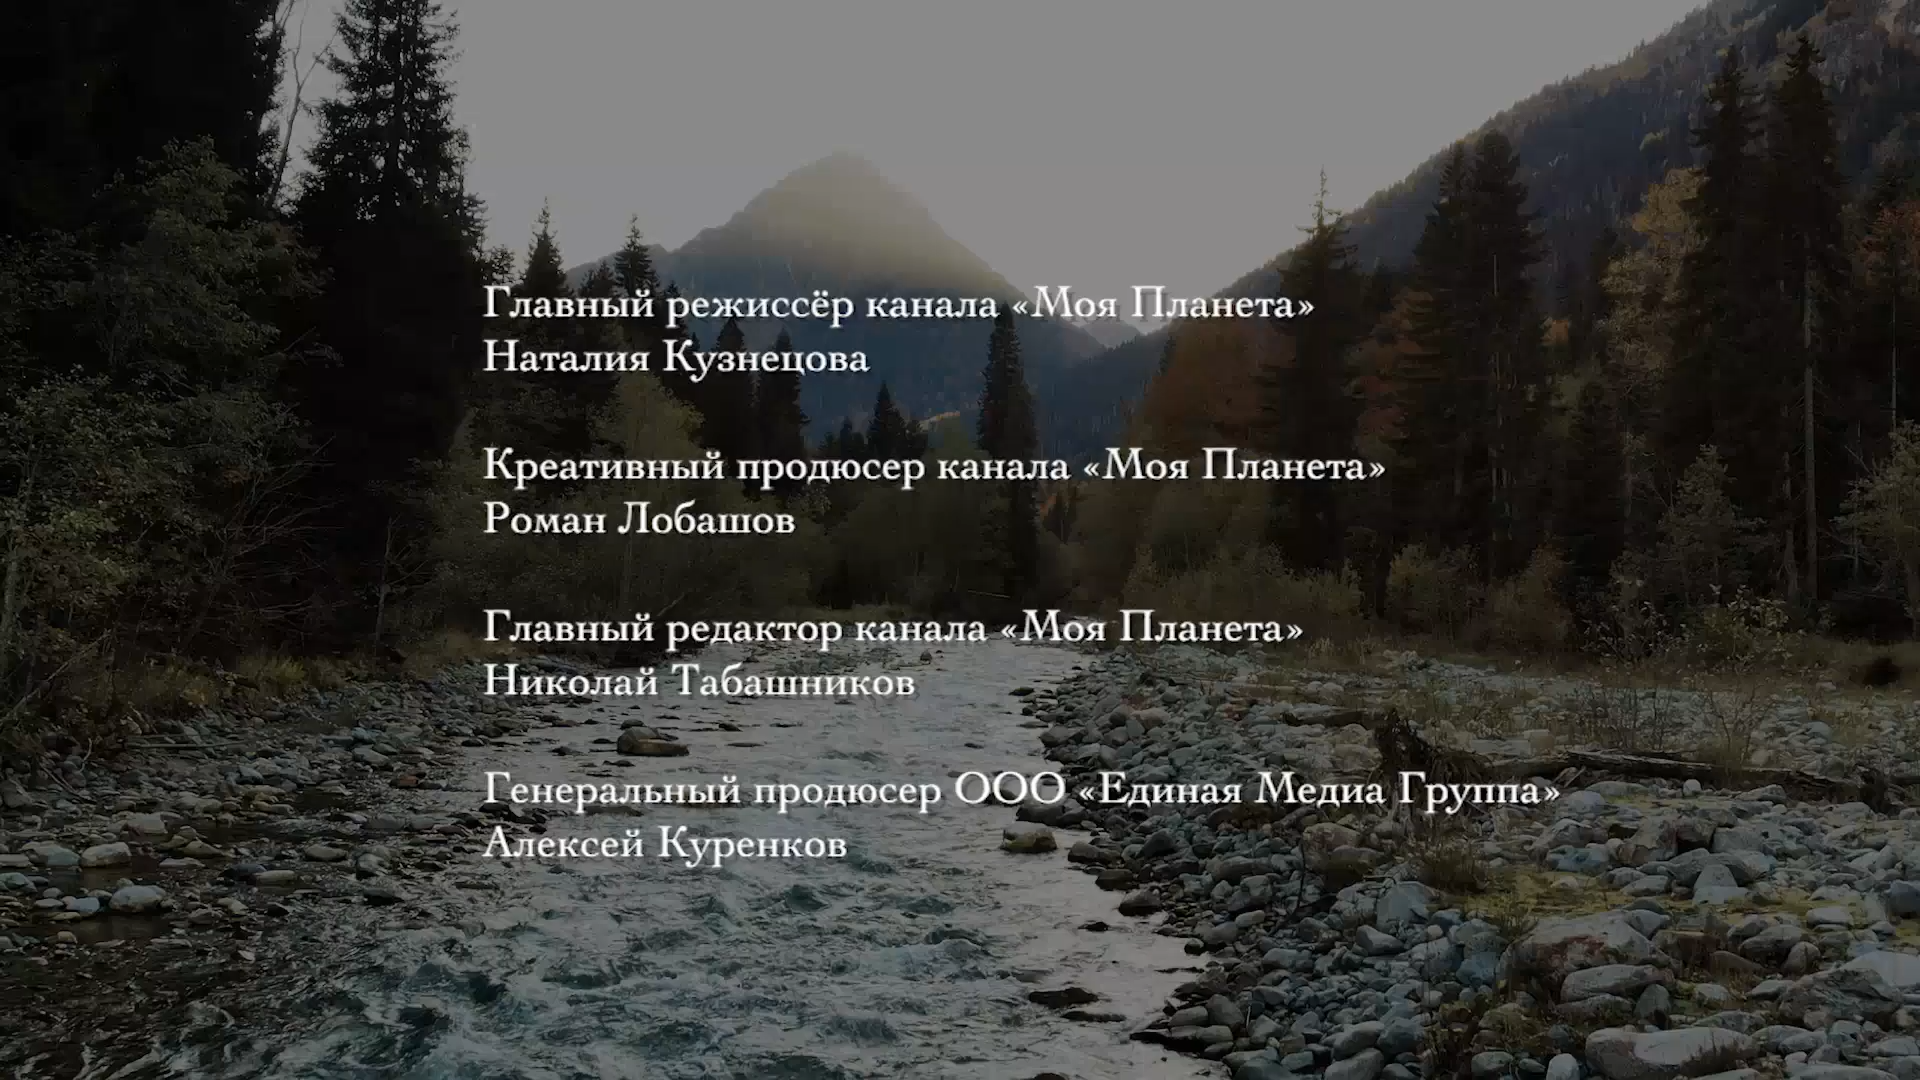 Главный режиссёр канала «Моя Планета»
Наталия Кузнецова
Креативный продюсер канала «Моя Планета»
Роман Лобашов
Главный редактор канала «Моя Планета»
Николай Табашников
Генеральный продюсер ООО «Единая Медиа Группа»
Алексей Куренков